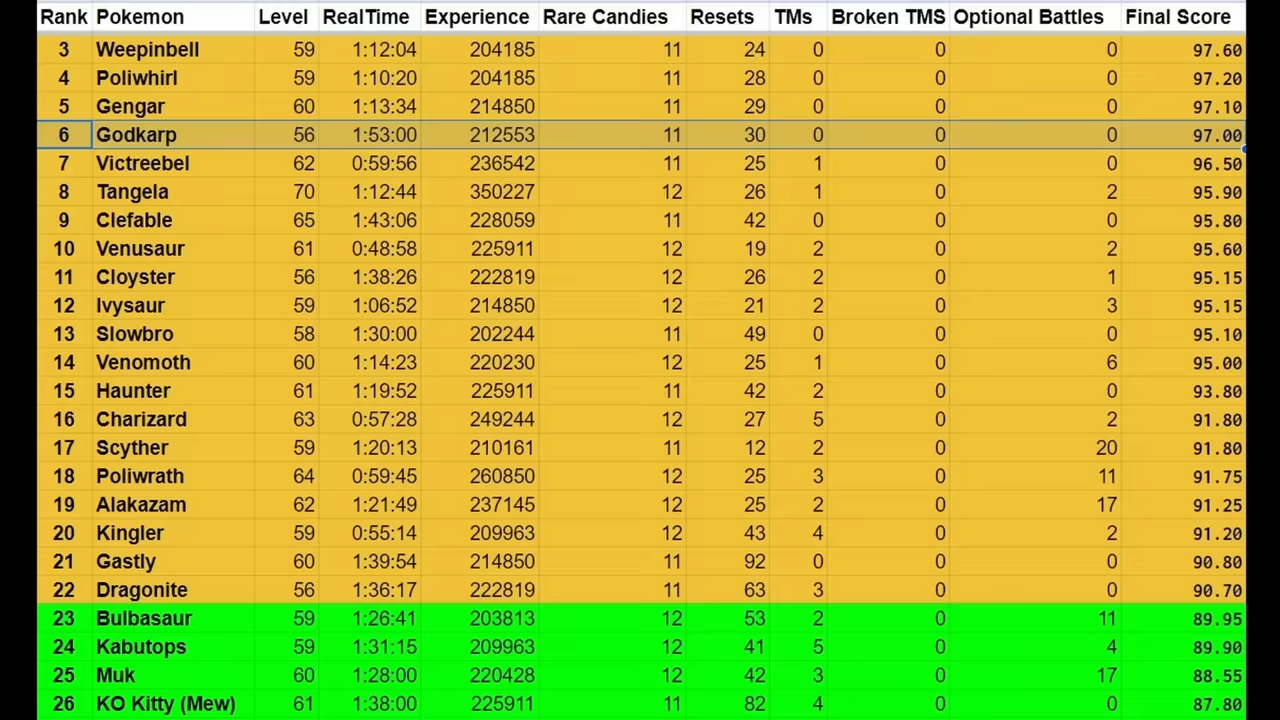 Rank Pokemon Level RealTime Experience Rare Candies Resets TMs Broken TMS Optional Battles Final Score
3 Weepinbell 59 1:12:04 204185 11 24 0 0 0 97.60
4 Poliwhirl 59 1:10:20 204185 11 28 0 0 0 97.20
5 Gengar 60 1:13:34 214850 11 29 0 0 0 97.10
6 Godkarp 56 1:53:00 212553 11 30 0 0 0 97.00
7 Victreebel 62 0:59:56 236542 11 25 1 0 0 96.50
8 Tangela 70 1:12:44 350227 12 26 1 0 2 95.90
9 Clefable 65 1:43:06 228059 11 42 0 0 0 95.80
10 Venusaur 61 0:48:58 225911 12 19 2 0 2 95.60
11 Cloyster 56 1:38:26 222819 12 26 2 0 1 95.15
12 Ivysaur 59 1:06:52 214850 12 21 2 0 3 95.15
13 Slowbro 58 1:30:00 202244 11 49 0 0 0 95.10
14 Venomoth 60 1:14:23 220230 12 25 1 0 6 95.00
15 Haunter 61 1:19:52 225911 11 42 2 0 0 93.80
16 Charizard 63 0:57:28 249244 12 27 5 0 2 91.80
17 Scyther 59 1:20:13 210161 11 12 2 0 20 91.80
18 Poliwrath 64 0:59:45 260850 12 25 3 0 11 91.75
19 Alakazam 62 1:21:49 237145 12 25 2 0 17 91.25
20 Kingler 59 0:55:14 209963 12 43 4 0 2 91.20
21 Gastly 60 1:39:54 214850 11 92 0 0 0 90.80
22 Dragonite 56 1:36:17 222819 11 63 3 0 0 90.70
23 Bulbasaur 59 1:26:41 203813 12 53 2 0 11 89.95
24 Kabutops 59 1:31:15 209963 12 41 5 0 4 89.90
25 Muk 60 1:28:00 220428 12 42 3 0 17 88.55
26 KO Kitty (Mew) 61 1:38:00 225911 11 82 4 0 0 87.80